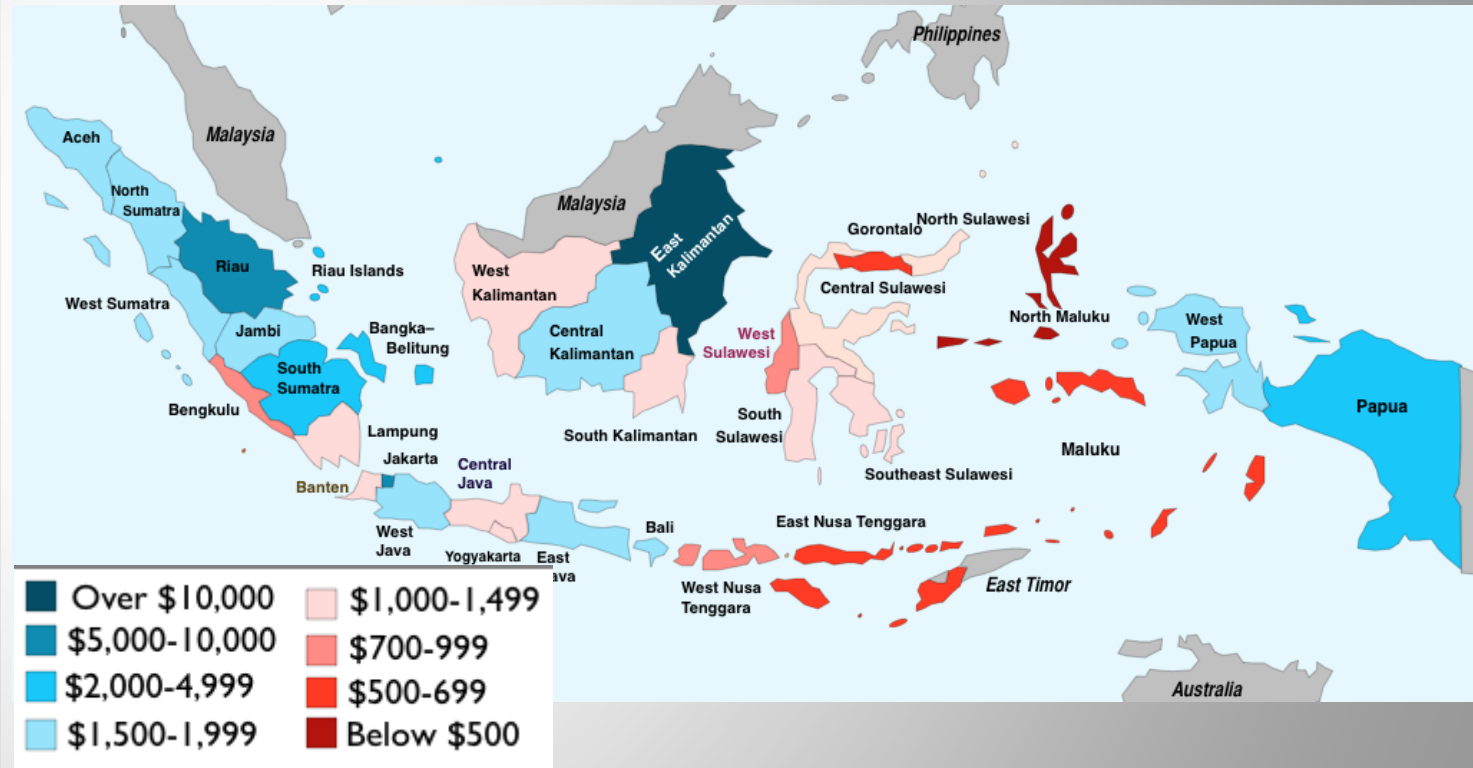 Philippines
Malaysia
Aceh
North
Sumatra
Malaysia
Gorontalo
North Sulawesi
East
Kalimantan
Riau
Riau Islands
West
Kalimantan
Central Sulawesi
West Sumatra
Jambi
Bangka–
Belitung
Central
Kalimantan
West
Sulawesi
North Maluku
West
Papua
South
Sumatra
Bengkulu
Lampung
South Kalimantan
South
Sulawesi
Maluku
Papua
Jakarta
Central
Java
Banten
Southeast Sulawesi
West
Java
Yogyakarta
East
ava
Bali
East Nusa Tenggara
West Nusa
Tenggara
East Timor
Australia
Over $10,000
$5,000-10,000
$2,000-4,999
$1,500-1,999
$1,000-1,499
$700-999
$500-699
Below $500